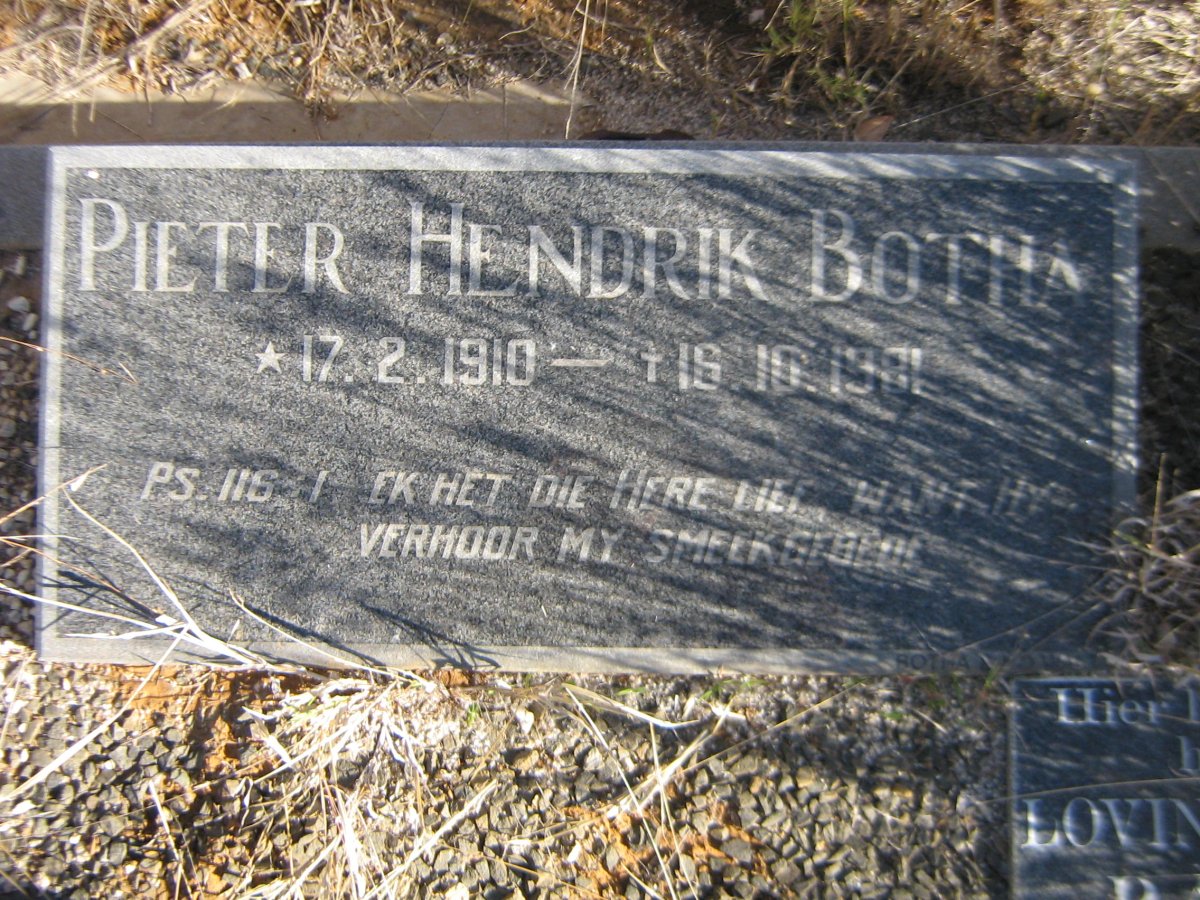 PIETER HENDRIK BOTHA
★ 17. 2. 1910 — † 16. 10. 1981
PS. 116:1 EK HET DIE HERE LIEF WANT HY
VERHOOR MY SMEEKGEBEDE
Hier
LOVIN